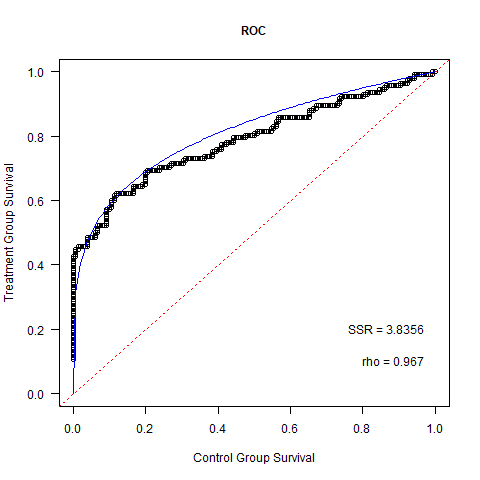 ROC
Treatment Group Survival
1.0
0.8
0.6
0.4
0.2
0.0
SSR = 3.8356
rho = 0.967
0.0 0.2 0.4 0.6 0.8 1.0
Control Group Survival